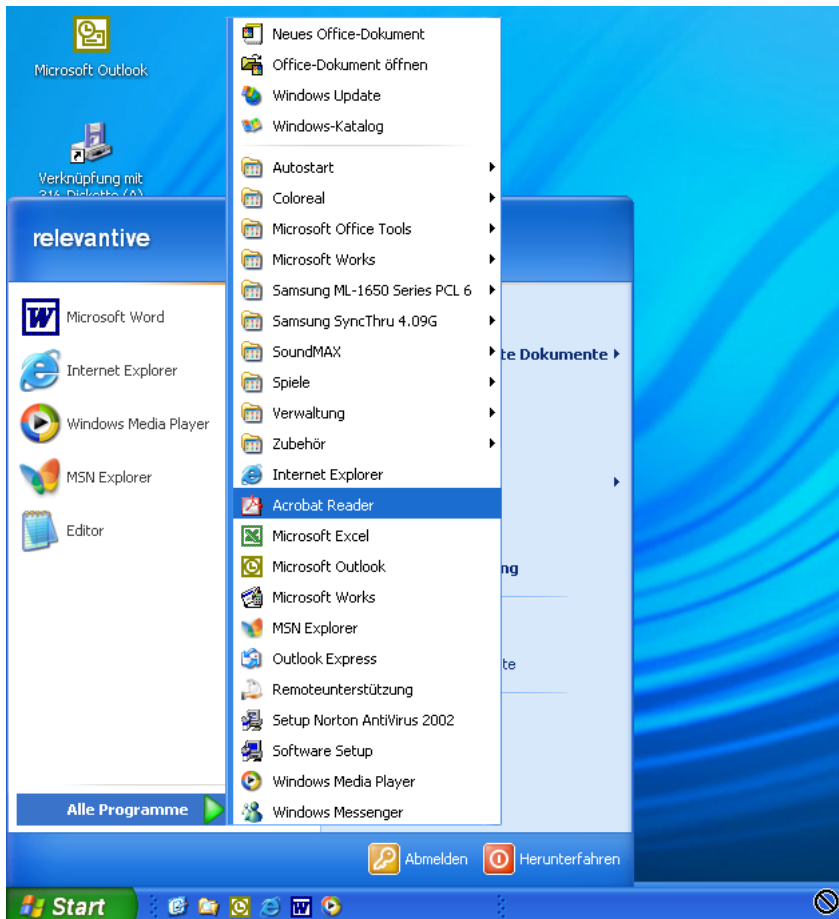 Microsoft Outlook
Verknüpfung mit
relevantive
Microsoft Word
Internet Explorer
Windows Media Player
MSN Explorer
Editor
Alle Programme
Neues Office-Dokument
Office-Dokument öffnen
Windows Update
Windows-Katalog
Autostart
Coloreal
Microsoft Office Tools
Microsoft Works
Samsung ML-1650 Series PCL 6
Samsung SyncThru 4.09G
SoundMAX
Spiele
Verwaltung
Zubehör
Internet Explorer
Acrobat Reader
Microsoft Excel
Microsoft Outlook
Microsoft Works
MSN Explorer
Outlook Express
Remoteunterstützung
Setup Norton AntiVirus 2002
Software Setup
Windows Media Player
Windows Messenger
te Dokumente
ng
te
Abmelden
Herunterfahren
Start